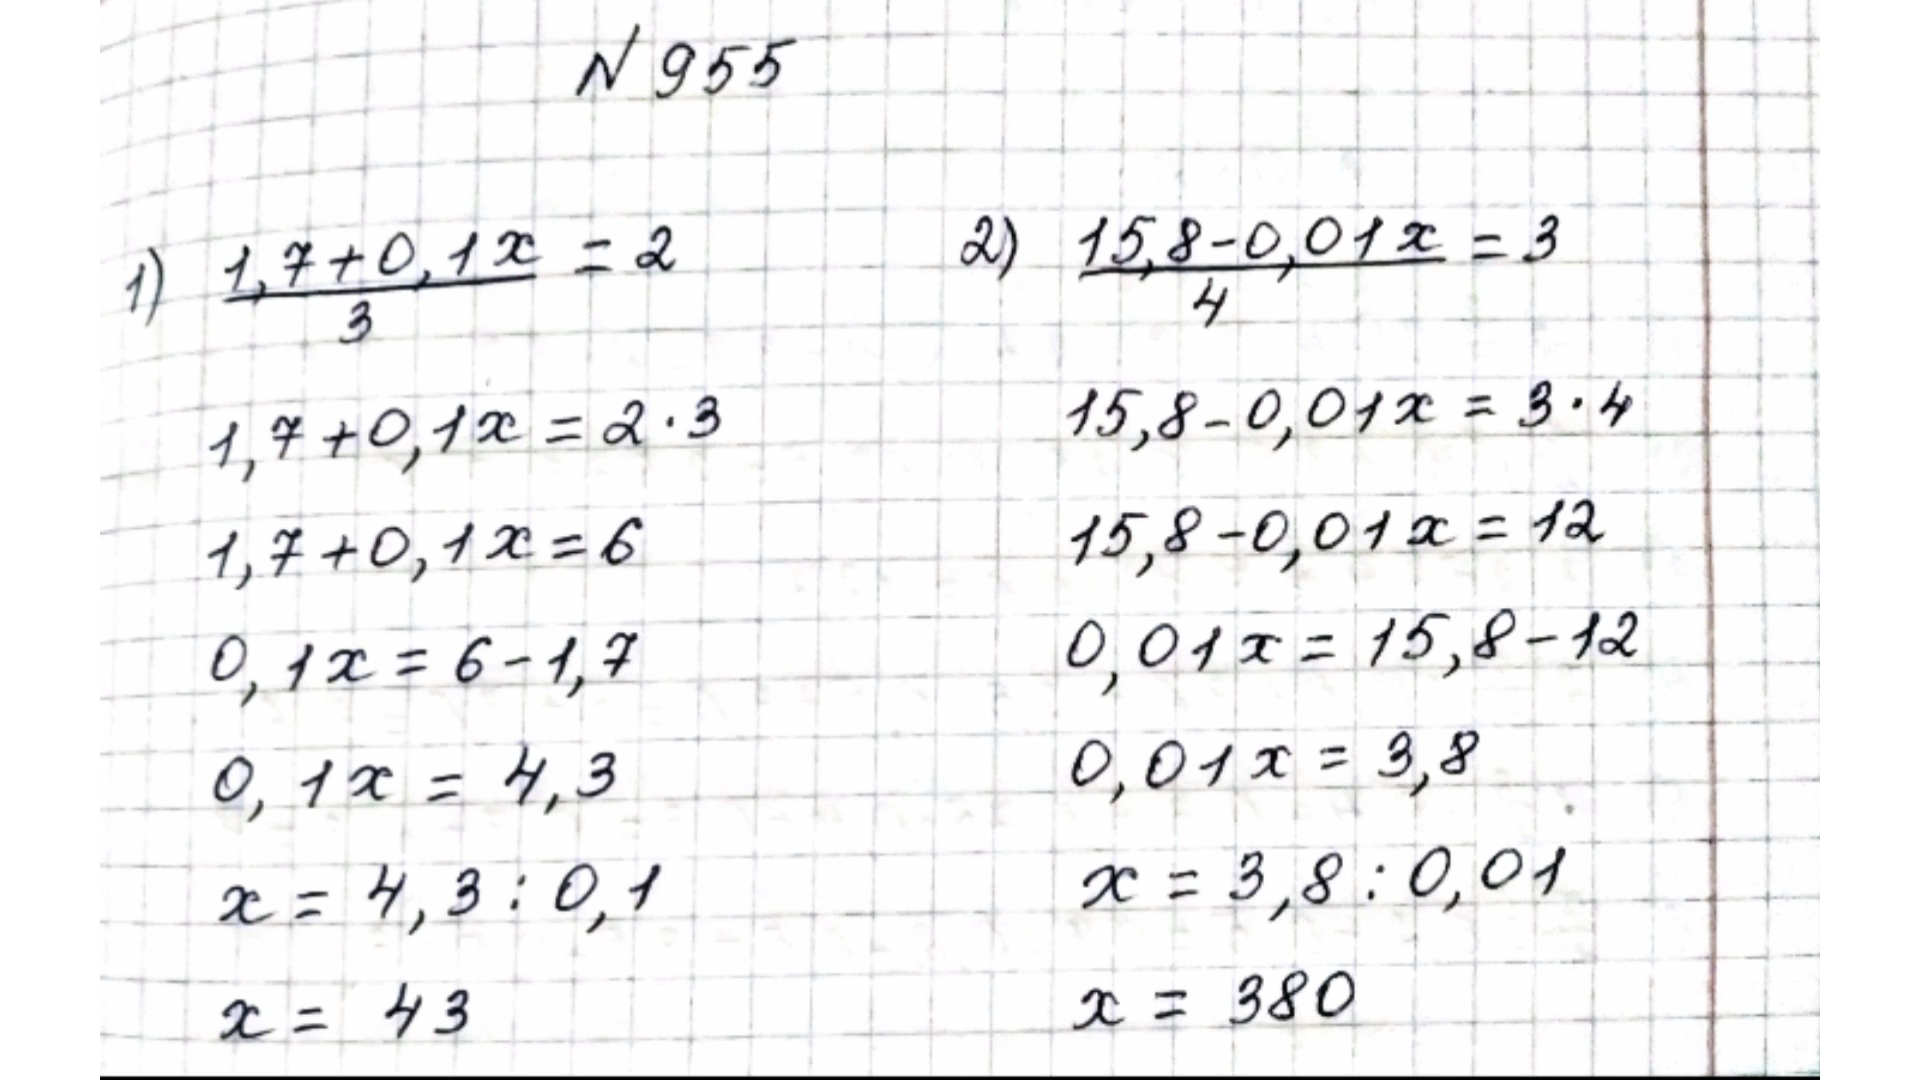 N 955
1) (1,7+0,1x)/3 = 2
1,7+0,1x=2·3
1,7+0,1x=6
0,1x=6-1,7
0,1x=4,3
x=4,3:0,1
x=43
2) (15,8-0,01x)/4 = 3
15,8-0,01x=3·4
15,8-0,01x=12
0,01x=15,8-12
0,01x=3,8
x=3,8:0,01
x=380